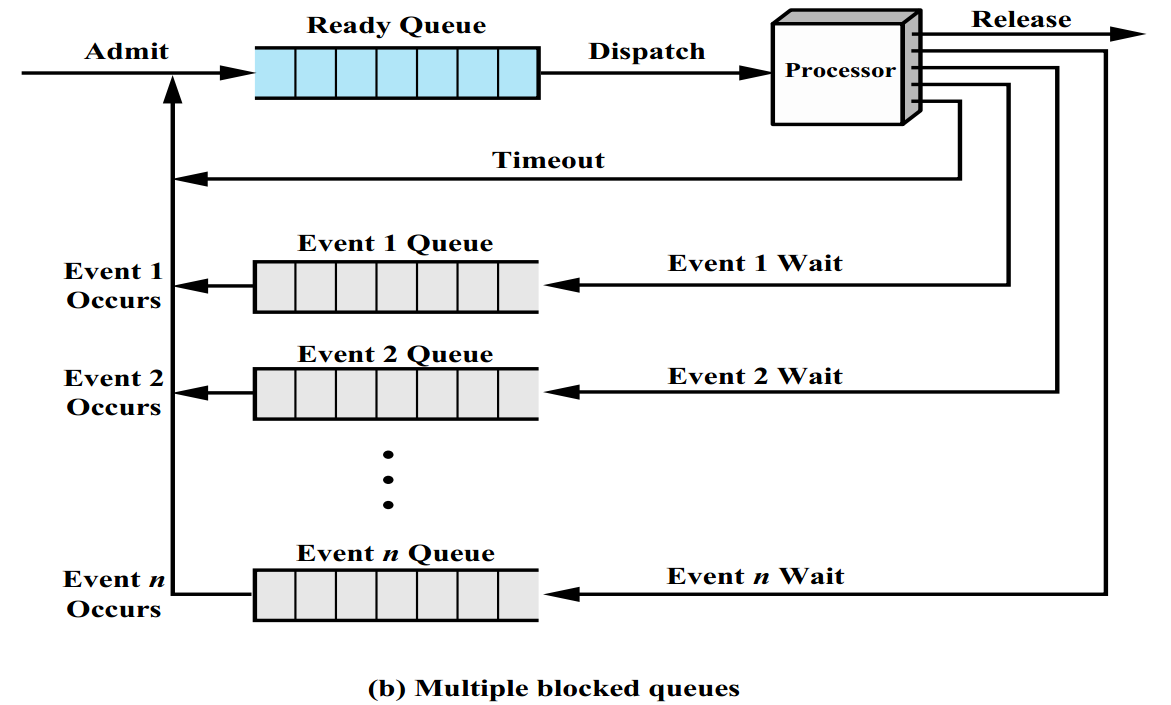 Ready Queue
Release
Admit
Dispatch
Processor
Timeout
Event 1 Queue
Event 1 Wait
Event 1
Occurs
Event 2 Queue
Event 2 Wait
Event 2
Occurs
Event n Queue
Event n Wait
Event n
Occurs
(b) Multiple blocked queues